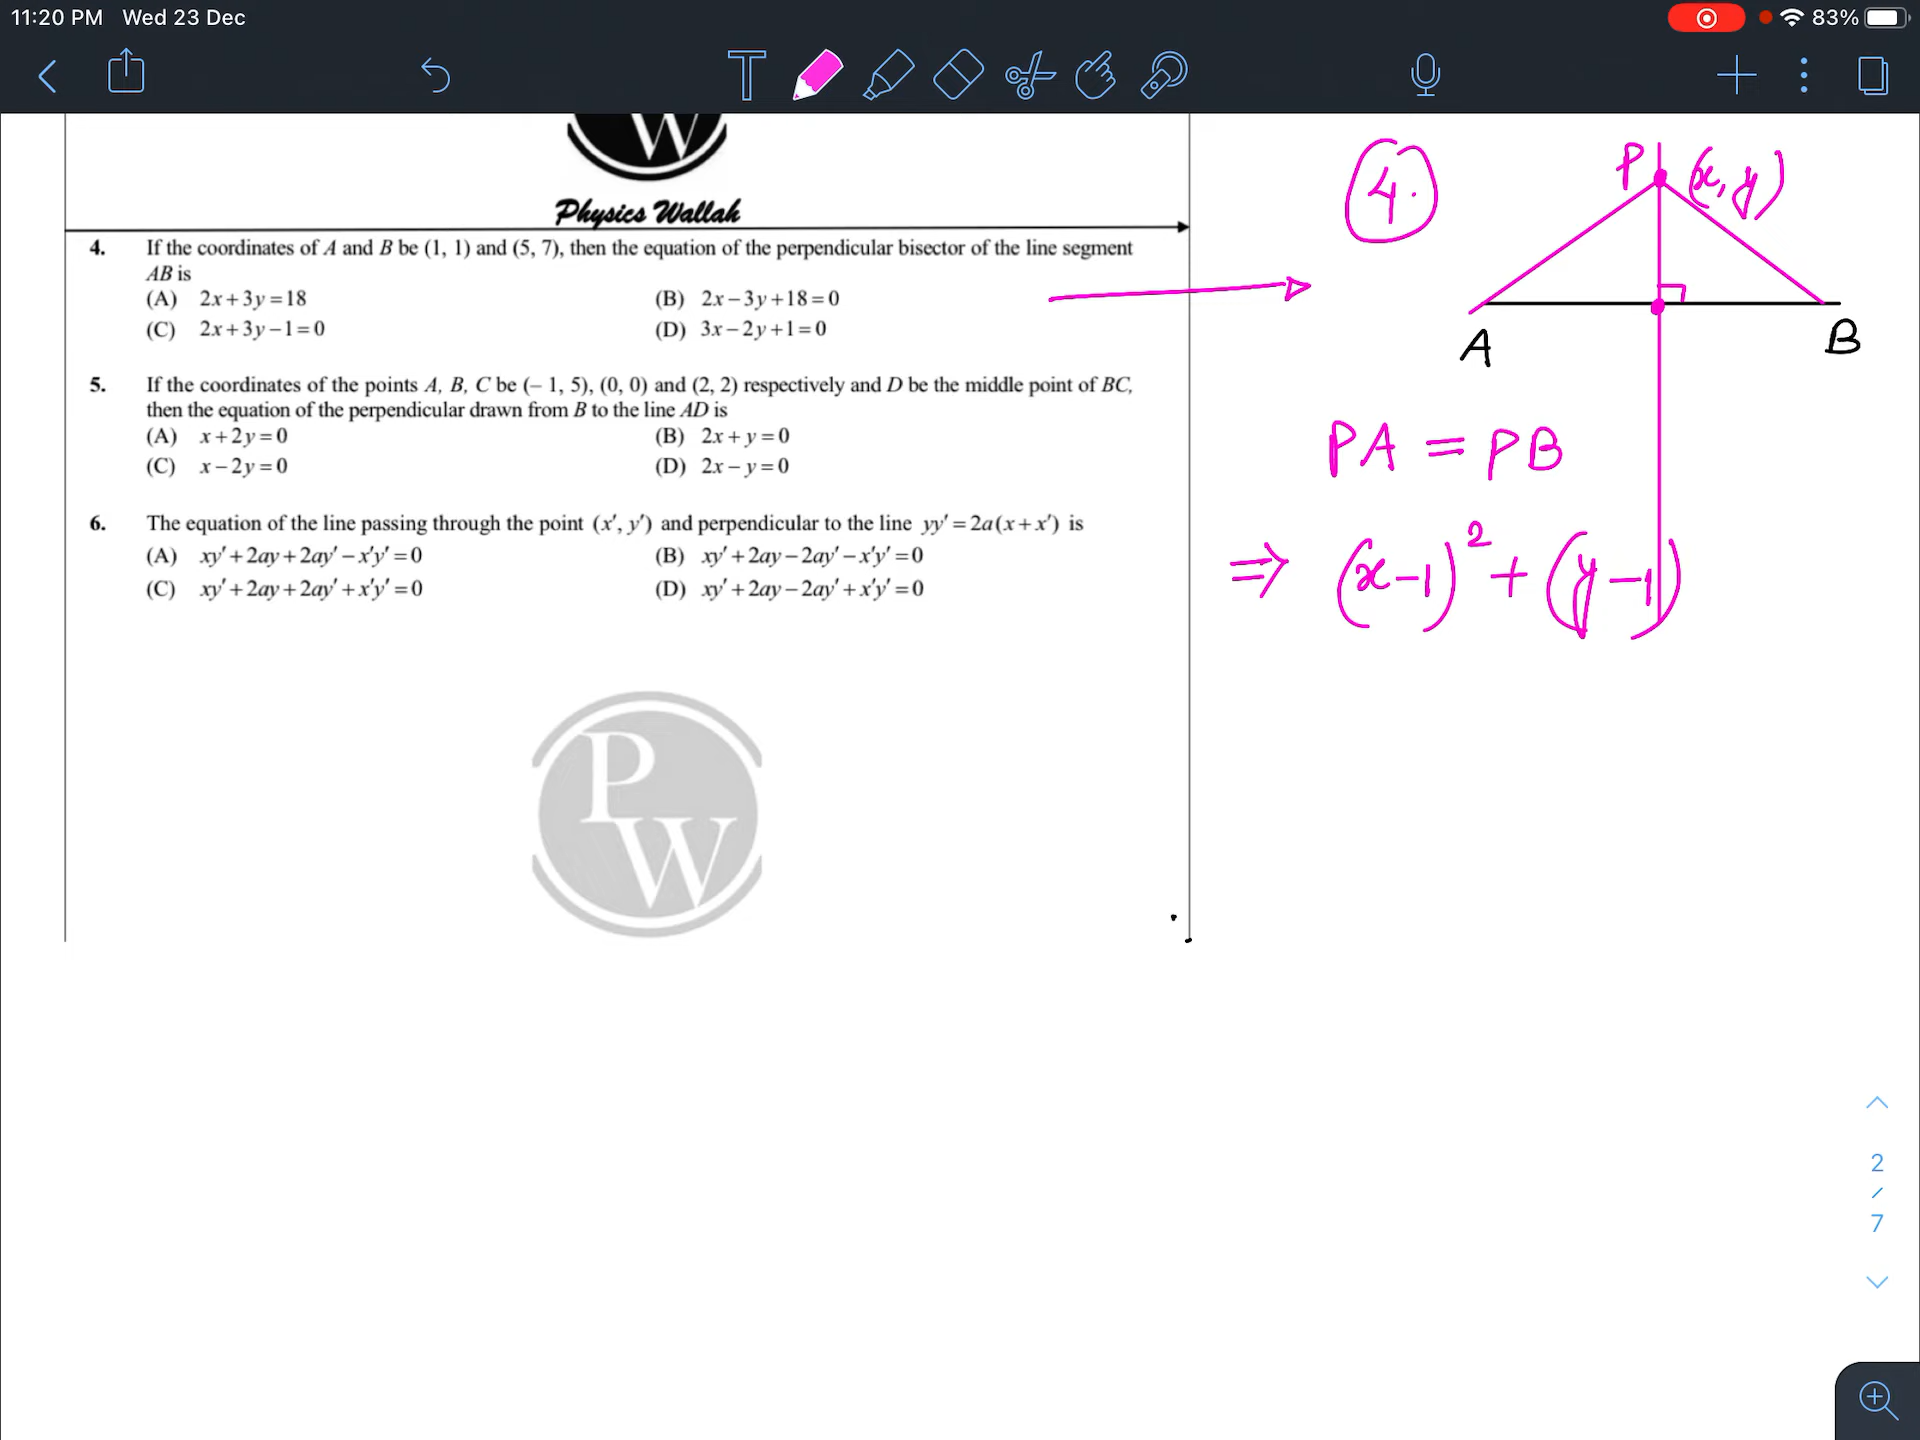 11:20 PM Wed 23 Dec
83%
T
W
Physics Wallah
4. If the coordinates of A and B be (1, 1) and (5, 7), then the equation of the perpendicular bisector of the line segment
AB is
(A) 2x+3y=18 (B) 2x−3y+18=0
(C) 2x+3y−1=0 (D) 3x−2y+1=0
5. If the coordinates of the points A, B, C be (− 1, 5), (0, 0) and (2, 2) respectively and D be the middle point of BC,
then the equation of the perpendicular drawn from B to the line AD is
(A) x+2y=0 (B) 2x+y=0
(C) x−2y=0 (D) 2x−y=0
6. The equation of the line passing through the point (x′, y′) and perpendicular to the line yy′=2a(x+x′) is
(A) xy′+2ay+2ay′−x′y′=0 (B) xy′+2ay−2ay′−x′y′=0
(C) xy′+2ay+2ay′+x′y′=0 (D) xy′+2ay−2ay′+x′y′=0
PW
4.
P (x, y)
A B
PA = PB
⇒ (x−1)² + (y−1)
2
/
7